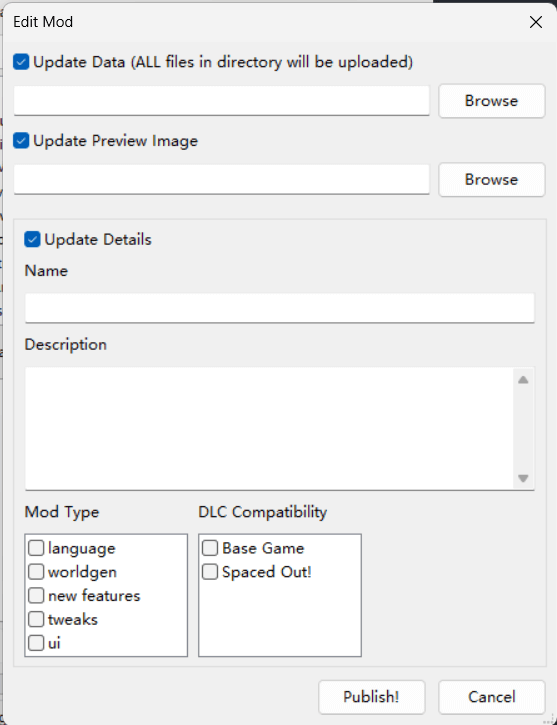 Edit Mod
Update Data (ALL files in directory will be uploaded)
Browse
Update Preview Image
Browse
Update Details
Name
Description
Mod Type
DLC Compatibility
language
worldgen
new features
tweaks
ui
Base Game
Spaced Out!
Publish!
Cancel